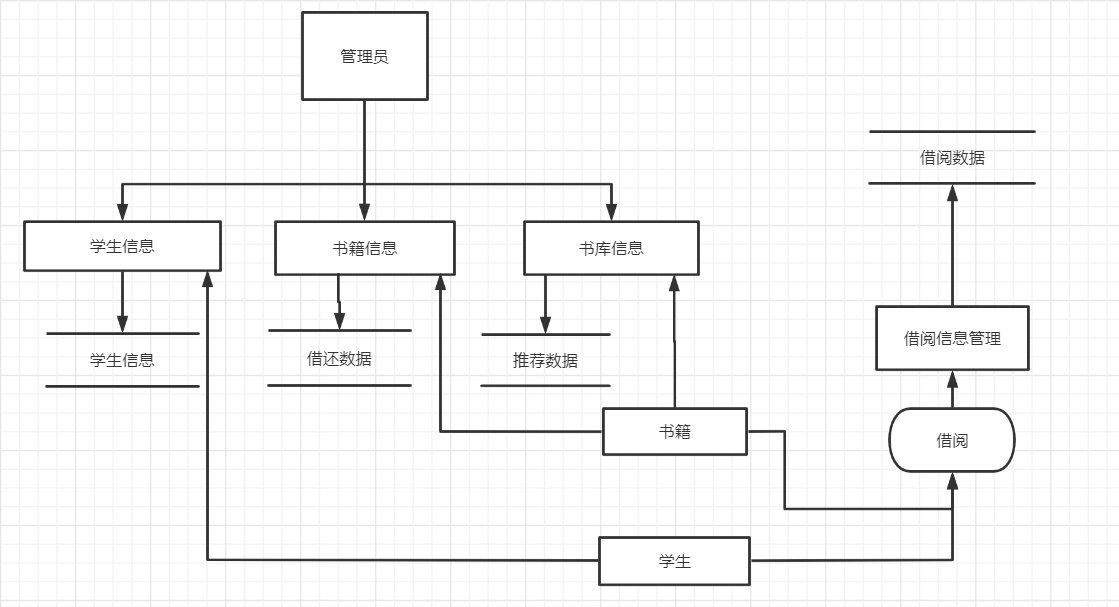 管理员
借阅数据
学生信息
书籍信息
书库信息
借阅信息管理
学生信息
借还数据
推荐数据
书籍
借阅
学生